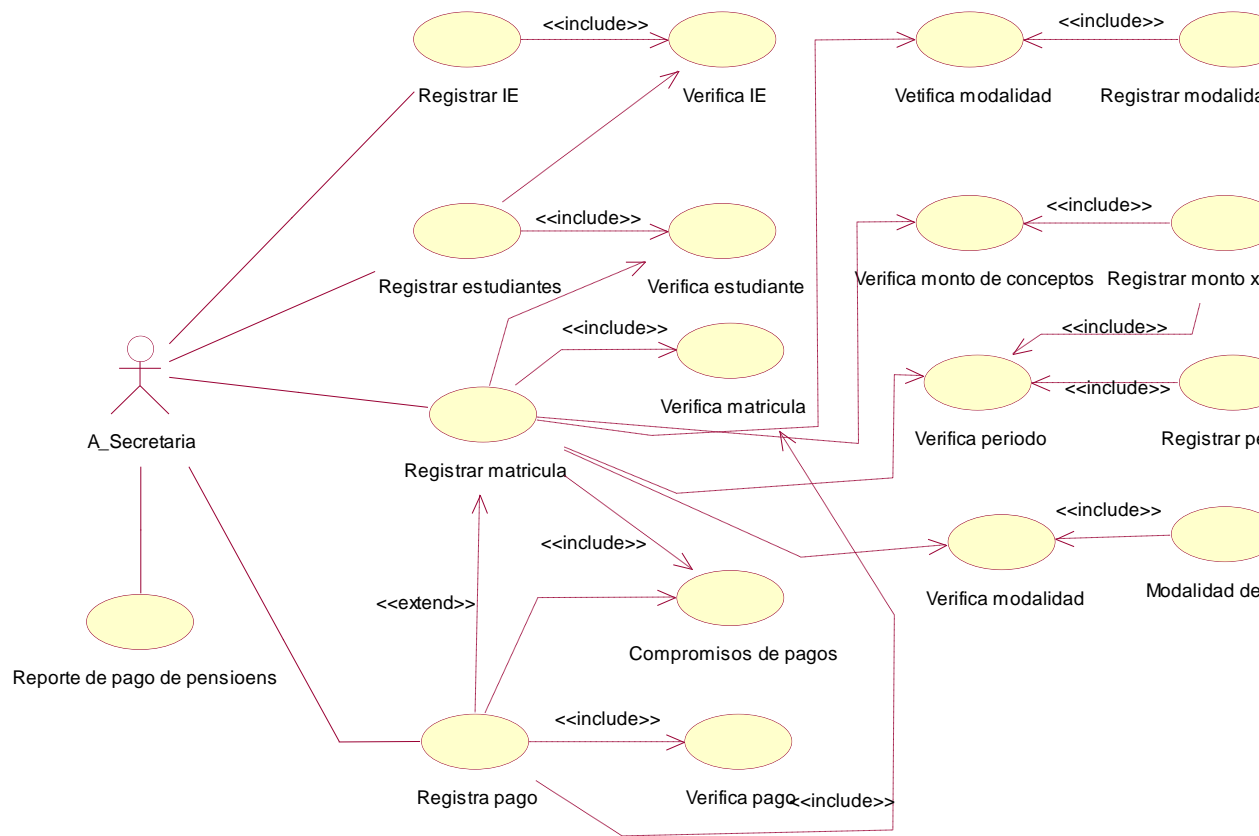 <<include>>
<<include>>
Registrar IE
Verifica IE
Vetifica modalidad
Registrar modalida
<<include>>
<<include>>
Registrar estudiantes
Verifica estudiante
Verifica monto de conceptos
Registrar monto x
<<include>>
<<include>>
<<include>>
Verifica matricula
A_Secretaria
Verifica periodo
Registrar pe
Registrar matricula
<<include>>
<<include>>
<<extend>>
Verifica modalidad
Modalidad de
Compromisos de pagos
Reporte de pago de pensioens
<<include>>
Registra pago
Verifica pago
<<include>>